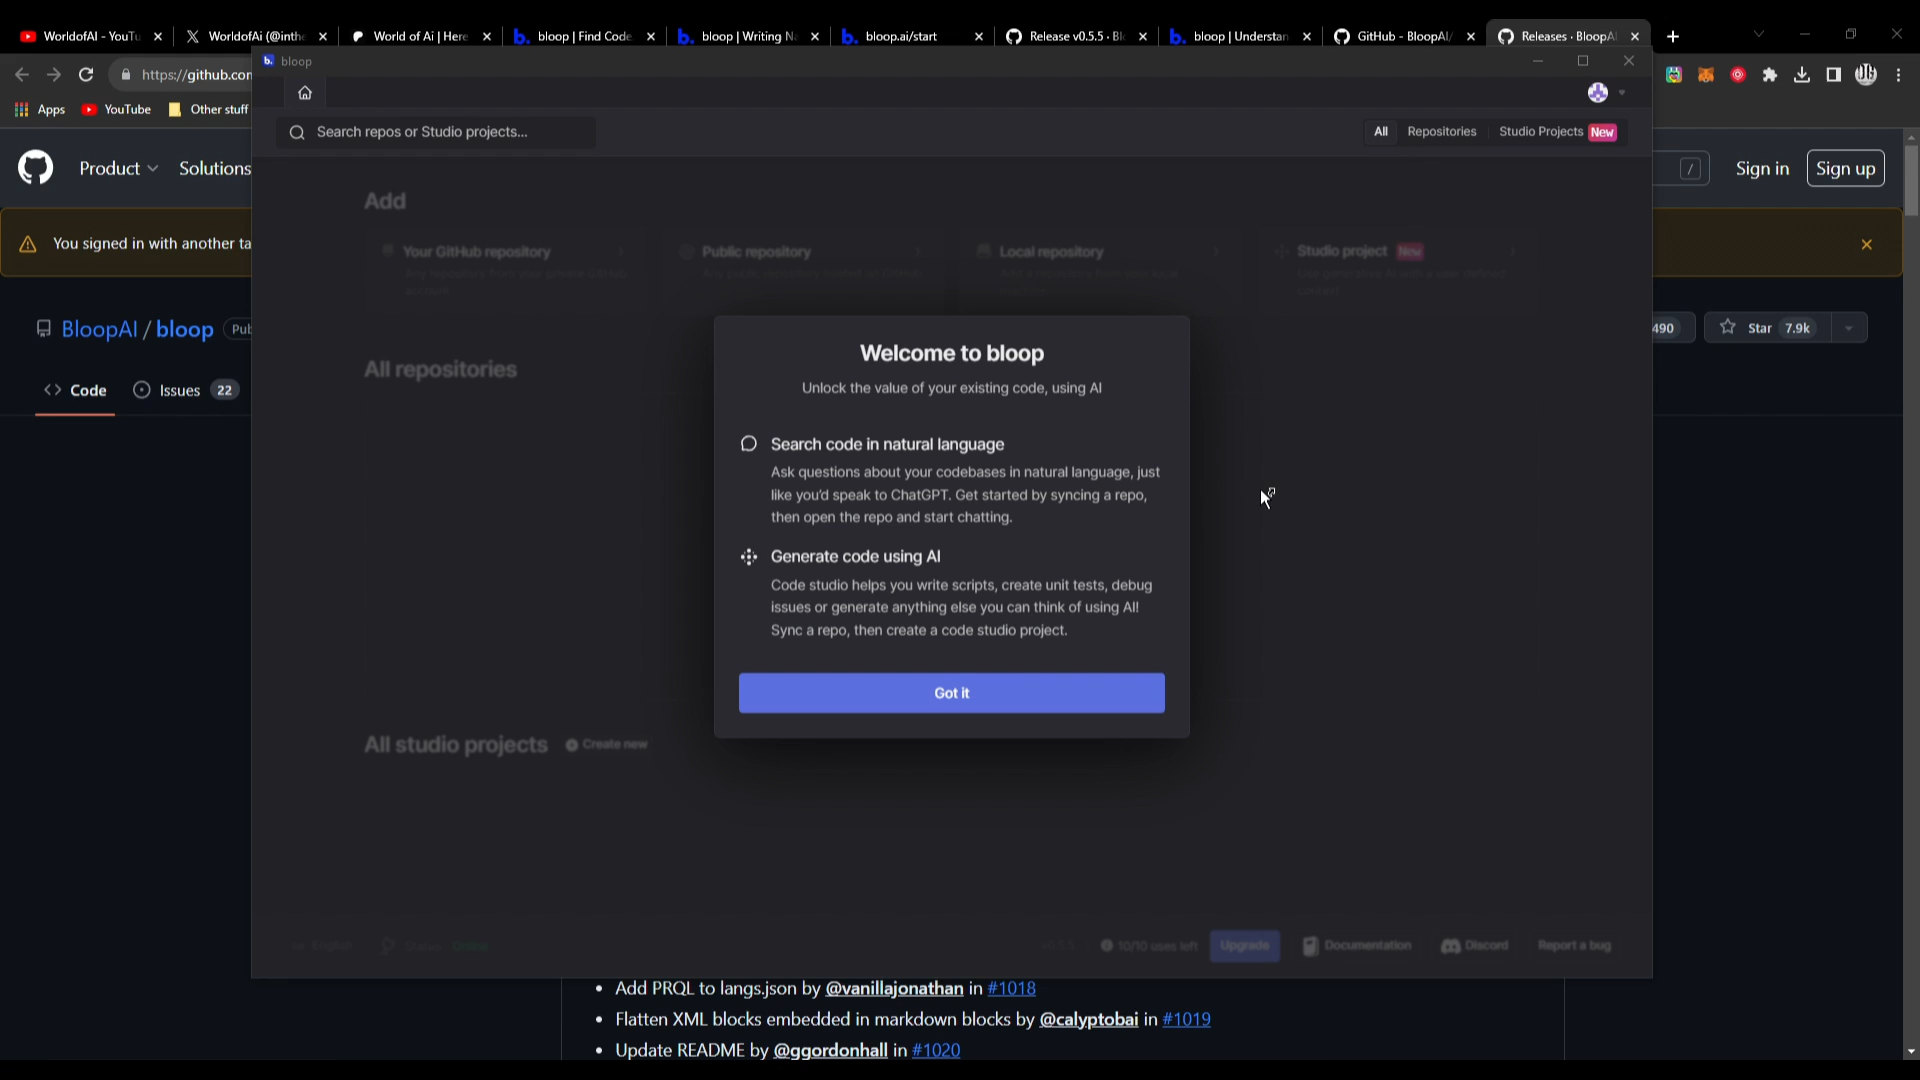 WorldofAI - YouTu
WorldofAi (@inth
World of Ai | Here
bloop | Find Code
bloop | Writing N
bloop.ai/start
Release v0.5.5 · Bl
bloop | Understan
GitHub - BloopAI/
Releases · BloopAI
bloop
https://github.com
Apps
YouTube
Other stuff
Search repos or Studio projects...
All
Repositories
Studio Projects New
Product
Solutions
/
Sign in
Sign up
Add
You signed in with another ta
Your GitHub repository
Public repository
Local repository
Studio project New
BloopAI / bloop
Pub
490
Star 7.9k
Code
Issues 22
All repositories
Welcome to bloop
Unlock the value of your existing code, using AI
Search code in natural language
Ask questions about your codebases in natural language, just
like you'd speak to ChatGPT. Get started by syncing a repo,
then open the repo and start chatting.
Generate code using AI
Code studio helps you write scripts, create unit tests, debug
issues or generate anything else you can think of using AI!
Sync a repo, then create a code studio project.
Got it
All studio projects
Create new
English
Status
10/10 uses left
Upgrade
Documentation
Discord
Report a bug
• Add PRQL to langs.json by @vanillajonathan in #1018
• Flatten XML blocks embedded in markdown blocks by @calyptobai in #1019
• Update README by @ggordonhall in #1020